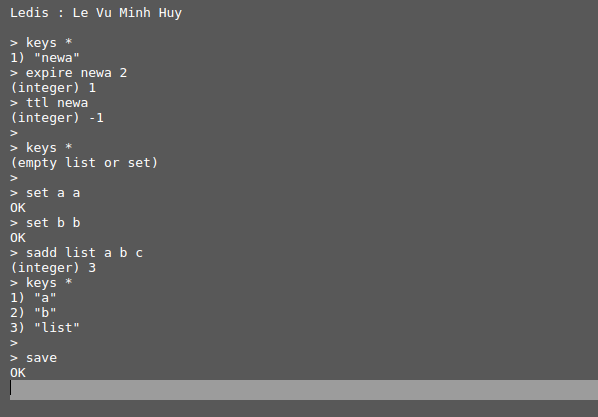 Ledis : Le Vu Minh Huy
> keys *
1) "newa"
> expire newa 2
(integer) 1
> ttl newa
(integer) -1
>
> keys *
(empty list or set)
>
> set a a
OK
> set b b
OK
> sadd list a b c
(integer) 3
> keys *
1) "a"
2) "b"
3) "list"
>
> save
OK